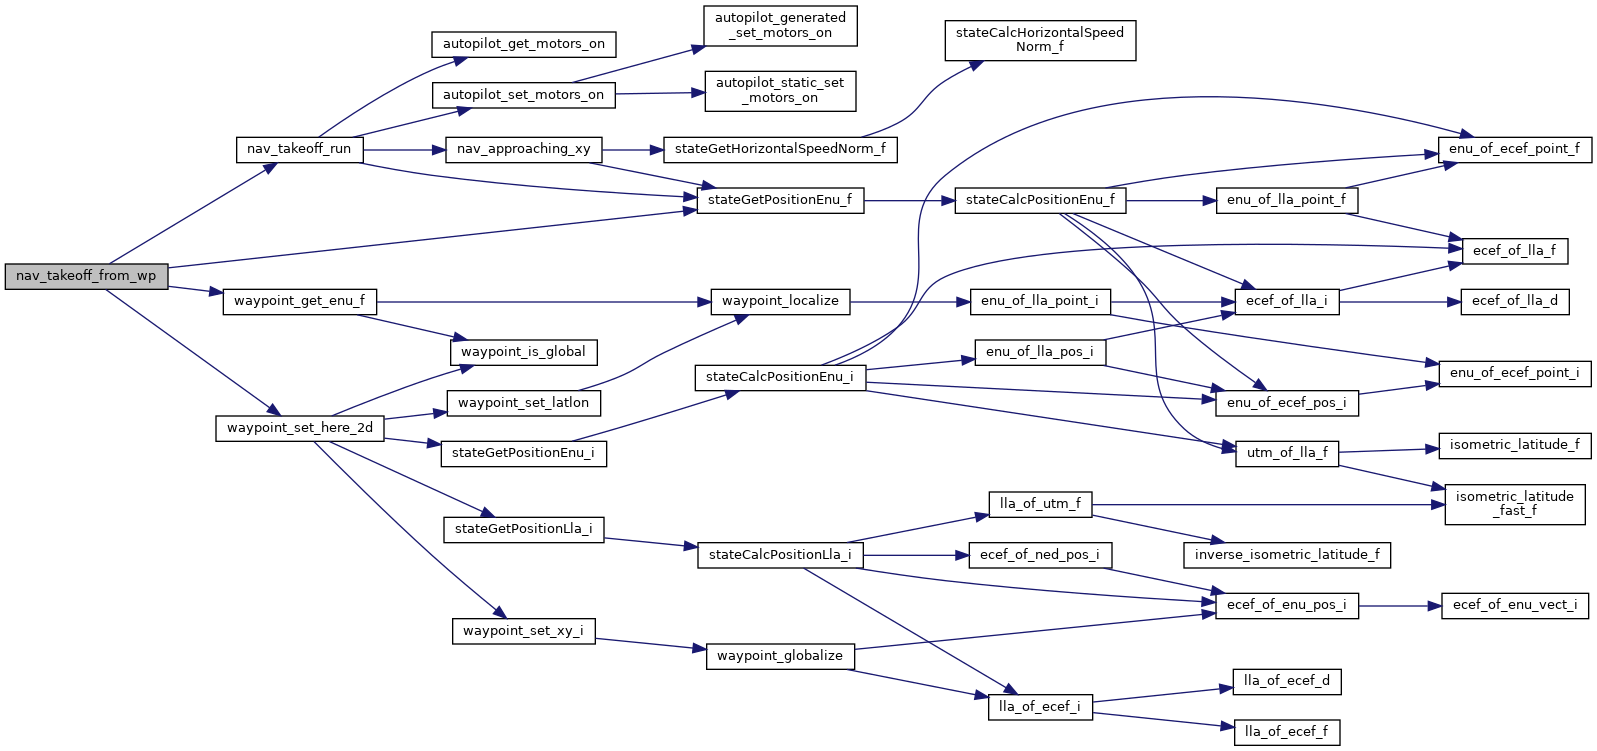 nav_takeoff_from_wp
nav_takeoff_run
waypoint_get_enu_f
waypoint_set_here_2d
autopilot_get_motors_on
autopilot_set_motors_on
nav_approaching_xy
waypoint_is_global
waypoint_set_latlon
stateGetPositionEnu_i
stateGetPositionLla_i
waypoint_set_xy_i
autopilot_generated
_set_motors_on
autopilot_static_set
_motors_on
stateGetHorizontalSpeedNorm_f
stateGetPositionEnu_f
waypoint_localize
stateCalcPositionEnu_i
stateCalcPositionLla_i
waypoint_globalize
stateCalcHorizontalSpeed
Norm_f
stateCalcPositionEnu_f
enu_of_lla_point_i
enu_of_lla_pos_i
lla_of_utm_f
ecef_of_ned_pos_i
lla_of_ecef_i
enu_of_lla_point_f
ecef_of_lla_i
enu_of_ecef_pos_i
utm_of_lla_f
inverse_isometric_latitude_f
ecef_of_enu_pos_i
lla_of_ecef_d
lla_of_ecef_f
enu_of_ecef_point_f
ecef_of_lla_f
ecef_of_lla_d
enu_of_ecef_point_i
isometric_latitude_f
isometric_latitude
_fast_f
ecef_of_enu_vect_i